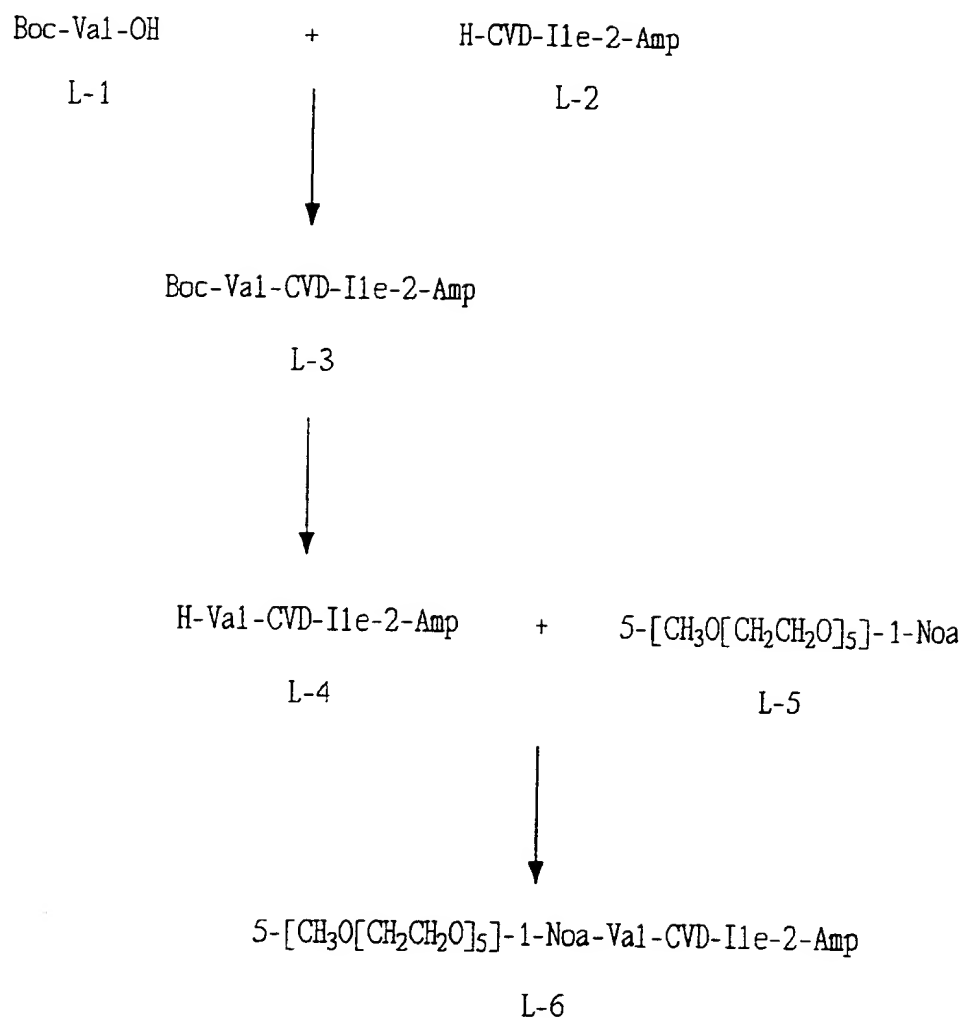 Boc-Val-OH + H-CVD-Ile-2-Amp
L-1 L-2
Boc-Val-CVD-Ile-2-Amp
L-3
H-Val-CVD-Ile-2-Amp + 5-[CH₃O[CH₂CH₂O]₅]-1-Noa
L-4 L-5
5-[CH₃O[CH₂CH₂O]₅]-1-Noa-Val-CVD-Ile-2-Amp
L-6